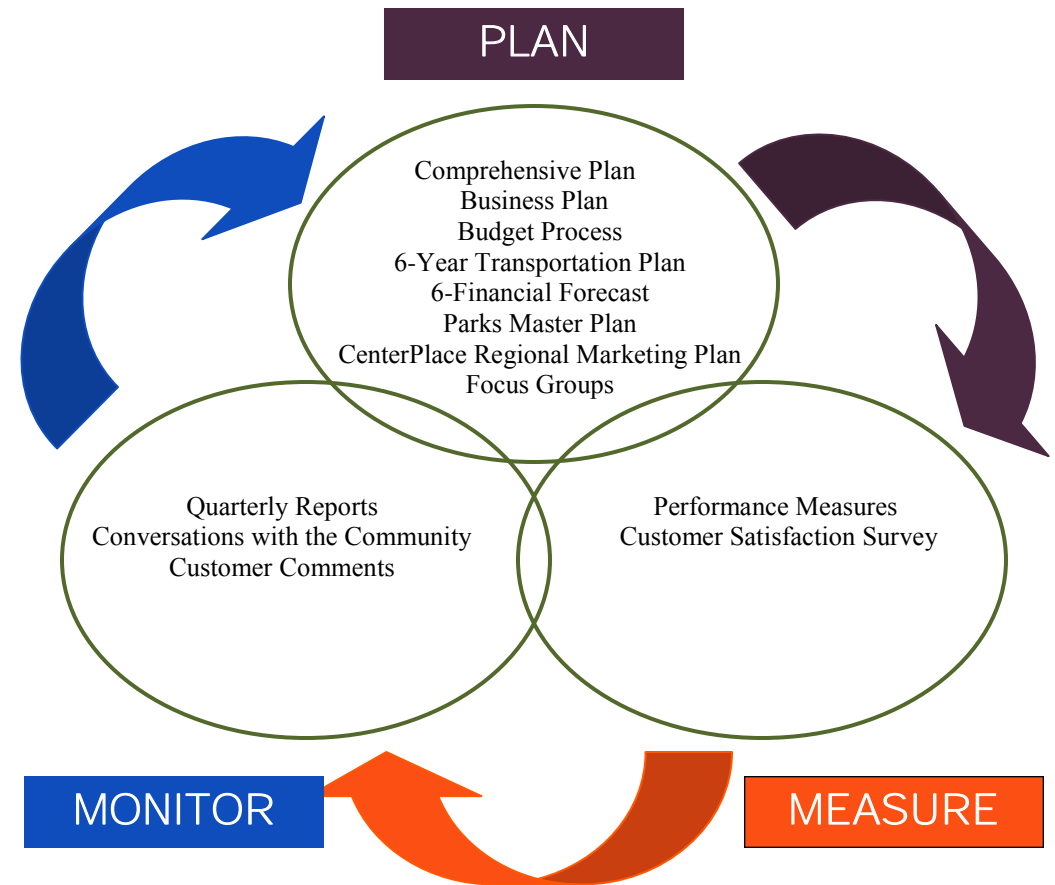 PLAN
Comprehensive Plan
Business Plan
Budget Process
6-Year Transportation Plan
6-Financial Forecast
Parks Master Plan
CenterPlace Regional Marketing Plan
Focus Groups
Quarterly Reports
Conversations with the Community
Customer Comments
Performance Measures
Customer Satisfaction Survey
MONITOR
MEASURE